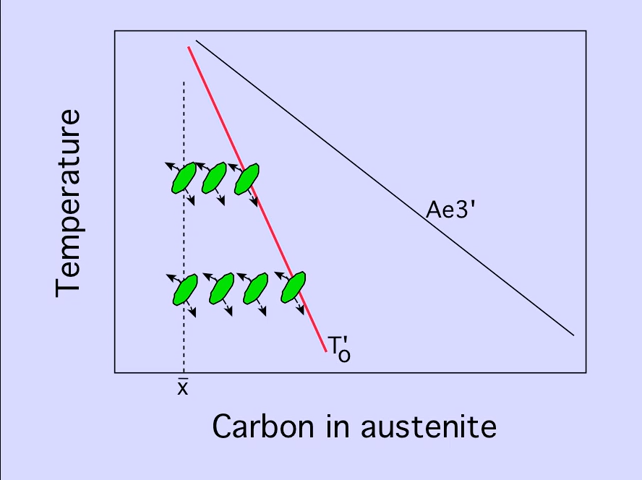 Temperature
Ae3'
T'o
x̄
Carbon in austenite